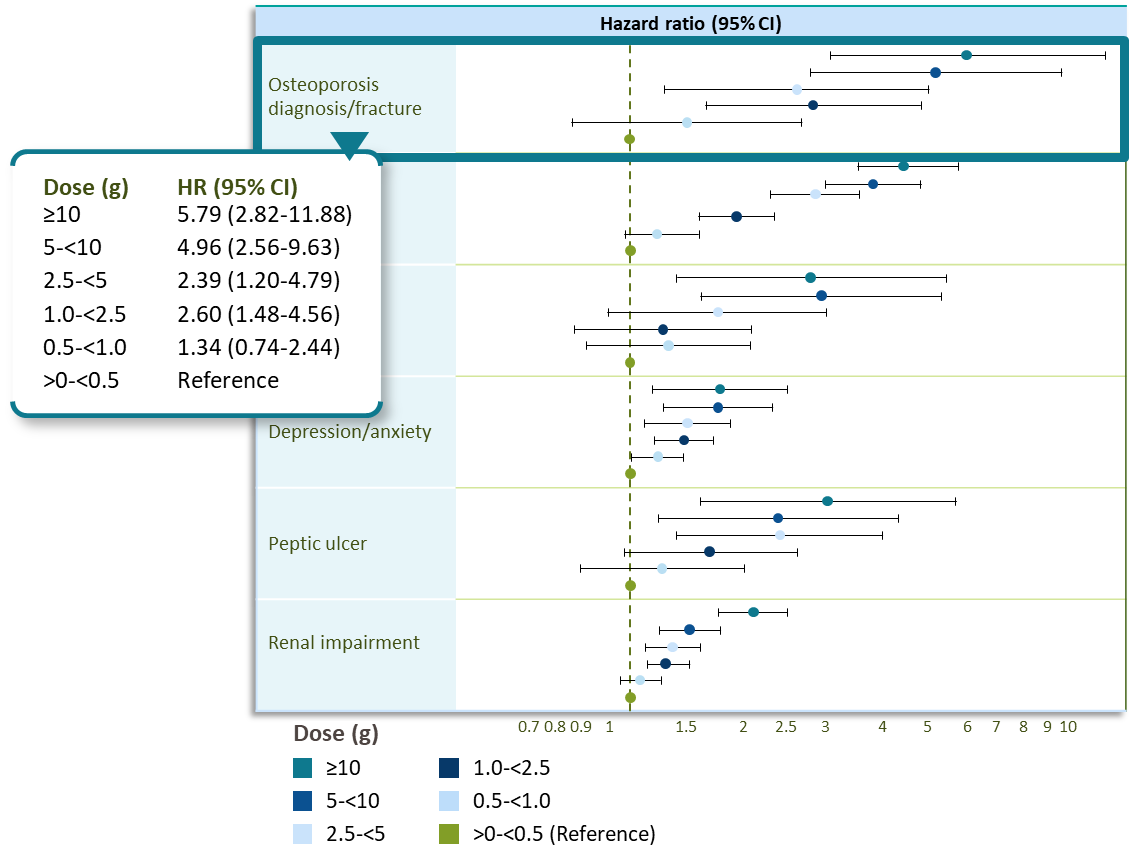 Hazard ratio (95% CI)
Osteoporosis
diagnosis/fracture
Dose (g) HR (95% CI)
≥10 5.79 (2.82-11.88)
5-<10 4.96 (2.56-9.63)
2.5-<5 2.39 (1.20-4.79)
1.0-<2.5 2.60 (1.48-4.56)
0.5-<1.0 1.34 (0.74-2.44)
>0-<0.5 Reference
Depression/anxiety
Peptic ulcer
Renal impairment
0.7 0.8 0.9 1 1.5 2 2.5 3 4 5 6 7 8 9 10
Dose (g)
≥10 1.0-<2.5
5-<10 0.5-<1.0
2.5-<5 >0-<0.5 (Reference)